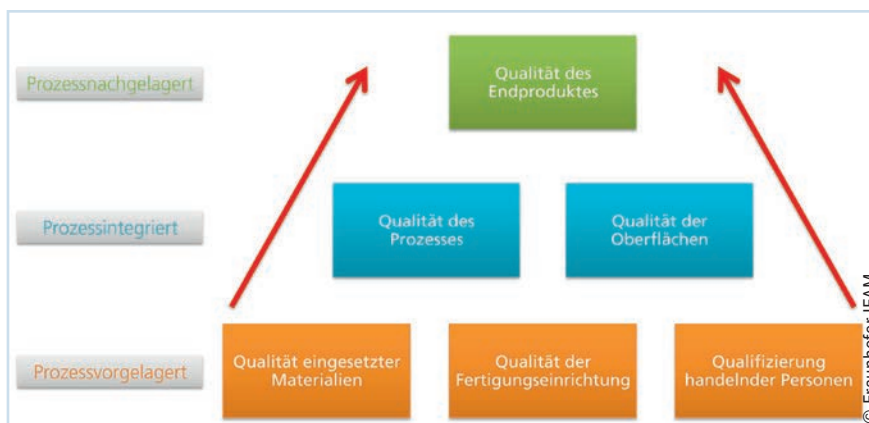 Prozessnachgelagert
Qualität des
Endproduktes
Prozessintegriert
Qualität des
Prozesses
Qualität der
Oberflächen
Prozessvorgelagert
Qualität eingesetzter
Materialien
Qualität der
Fertigungseinrichtung
Qualifizierung
handelnder Personen
© Fraunhofer IFAM